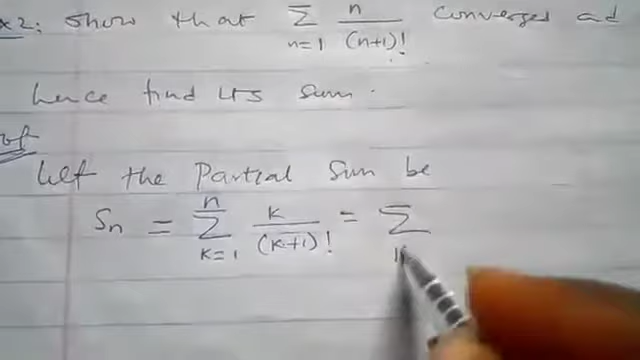 x2: Show that ∑ n=1 n/(n+1)! converges ad
hence find its sum.
of
Let the Partial Sum be
Sn = n ∑ k=1 k/(k+1)! = ∑